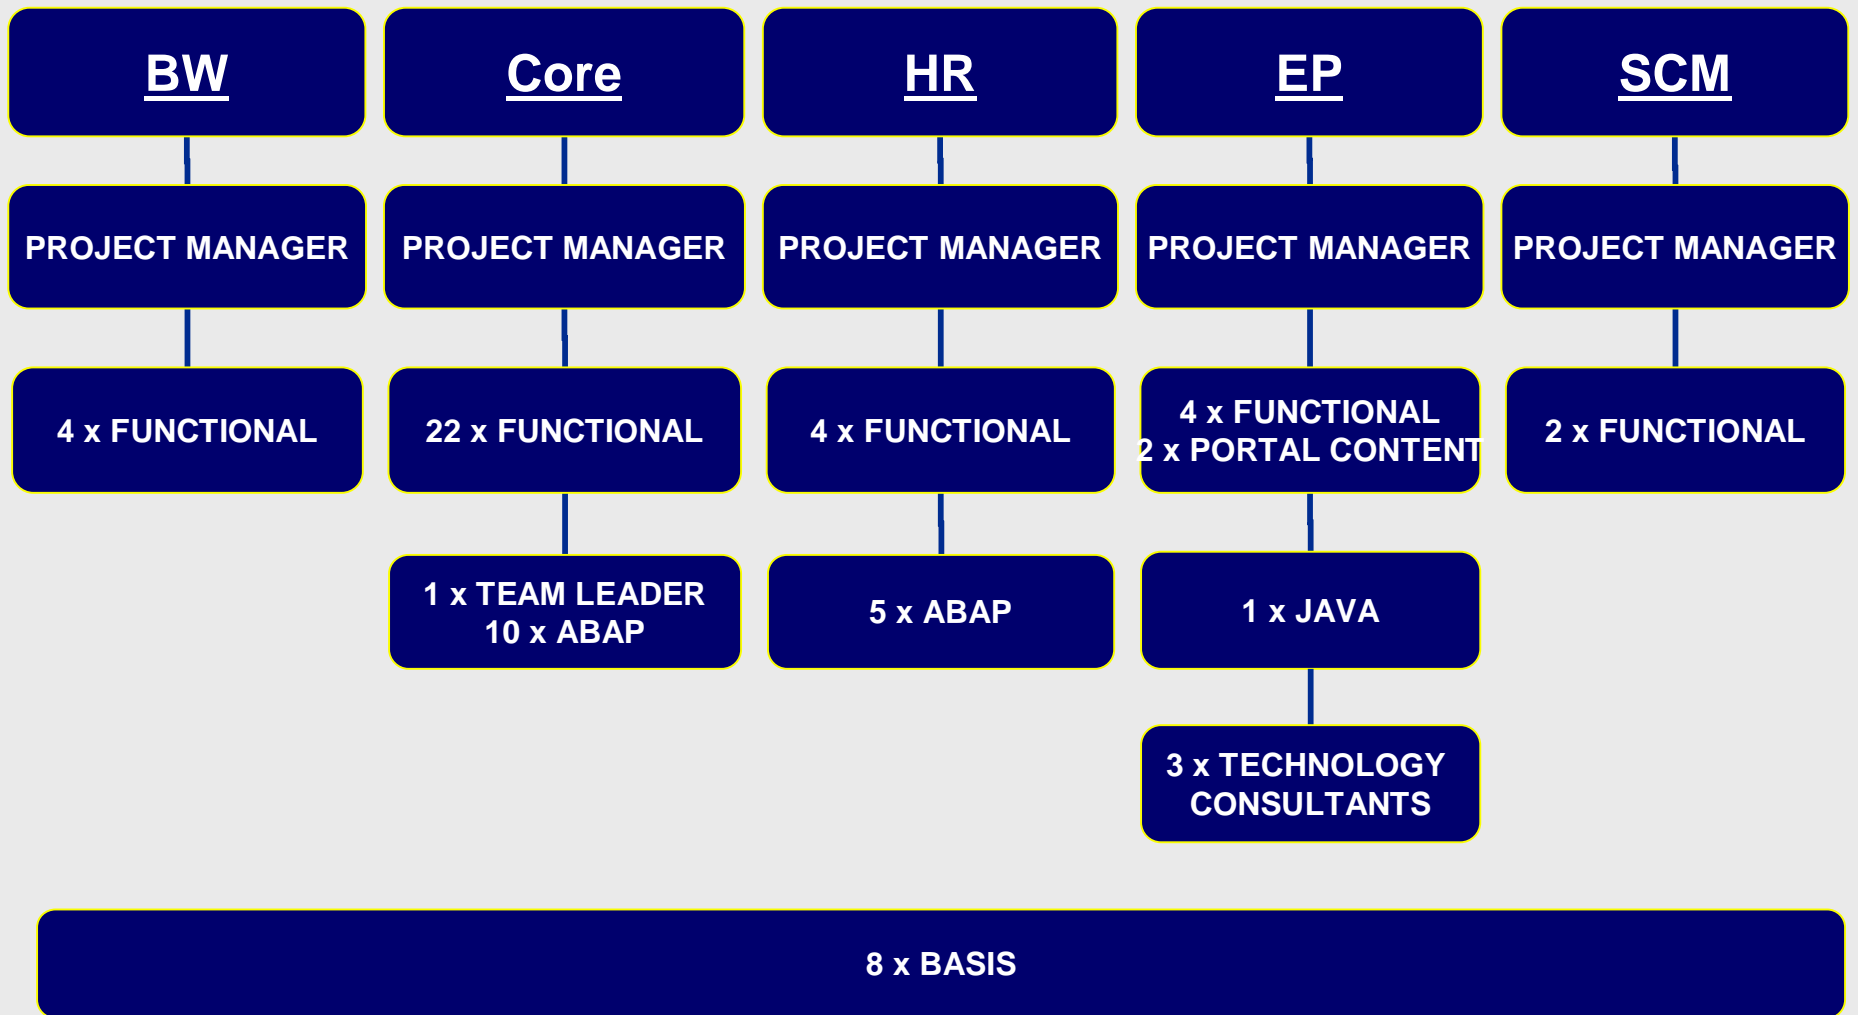 BW
Core
HR
EP
SCM
PROJECT MANAGER
PROJECT MANAGER
PROJECT MANAGER
PROJECT MANAGER
PROJECT MANAGER
4 x FUNCTIONAL
22 x FUNCTIONAL
4 x FUNCTIONAL
4 x FUNCTIONAL
2 x PORTAL CONTENT
2 x FUNCTIONAL
1 x TEAM LEADER
10 x ABAP
5 x ABAP
1 x JAVA
3 x TECHNOLOGY
CONSULTANTS
8 x BASIS